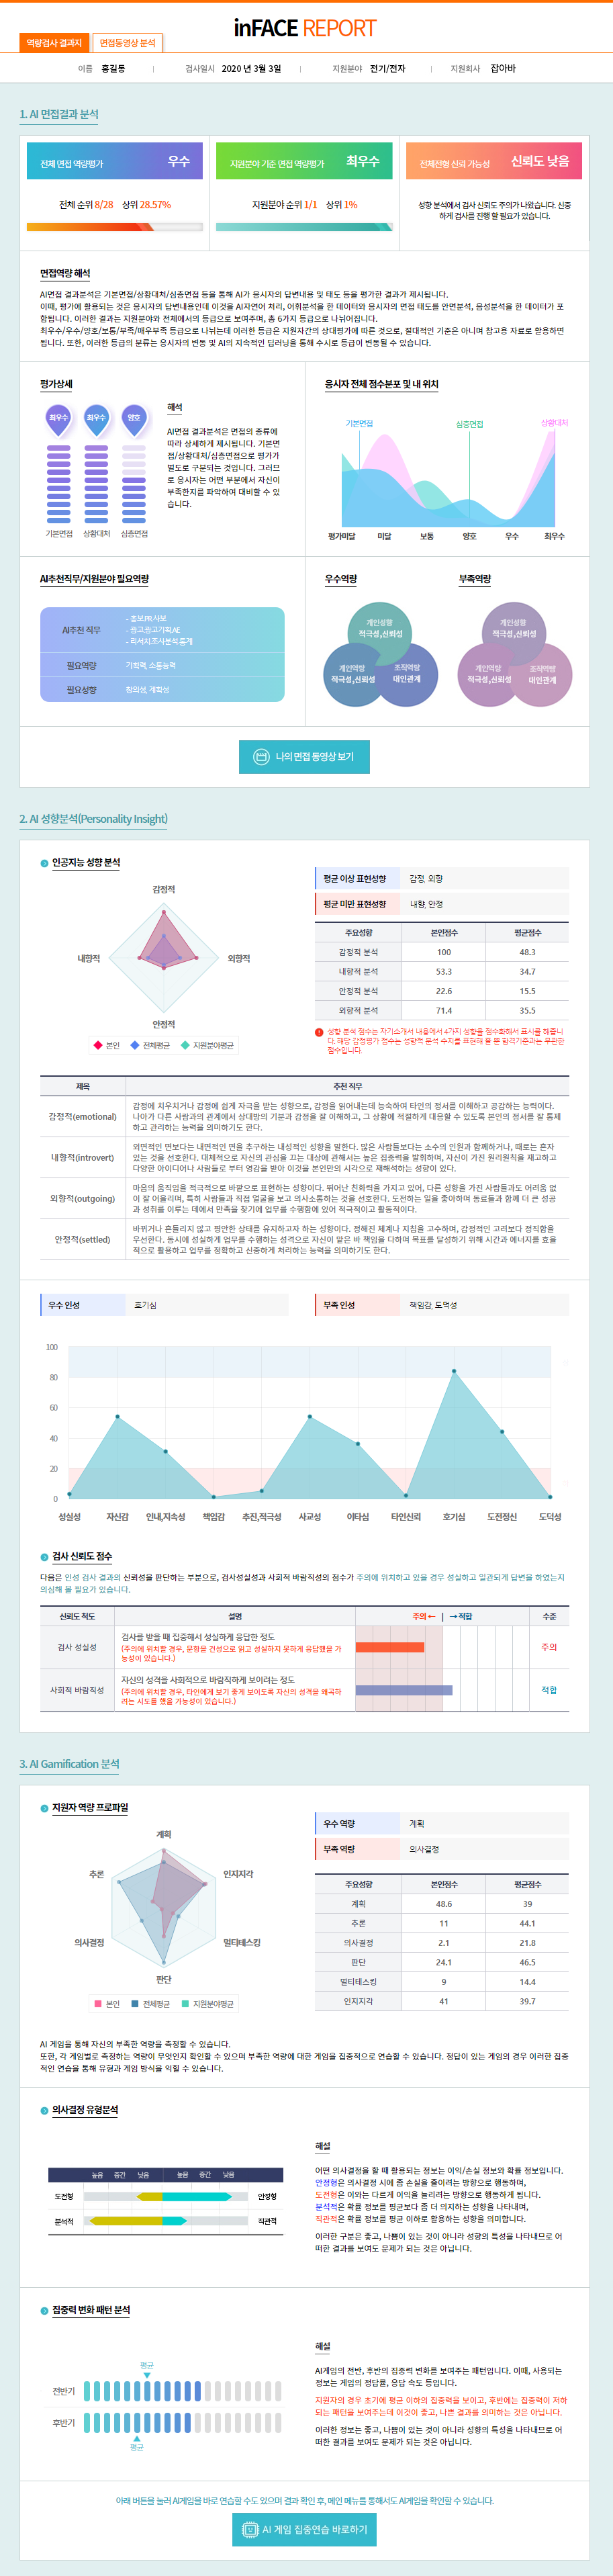 inFACE REPORT
역량검사 결과지
면접동영상 분석
이름 홍길동
검사일시 2020 년 3월 3일
지원분야 전기/전자
지원회사 잡아바
1. AI 면접결과 분석
전체 면접 역량평가 우수
지원분야 기준 면접 역량평가 최우수
전체전형 신뢰 가능성 신뢰도 낮음
전체 순위 8/28 상위 28.57%
지원분야 순위 1/1 상위 1%
성향 분석에서 검사 신뢰도 주의가 나왔습니다. 신중
하게 검사를 진행 할 필요가 있습니다.
면접역량 해석
AI면접 결과분석은 기본면접/상황대처/심층면접 등을 통해 AI가 응시자의 답변내용 및 태도 등을 평가한 결과가 제시됩니다.
이때, 평가에 활용되는 것은 응시자의 답변내용인데 이것을 AI자연어 처리, 어휘분석을 한 데이터와 응시자의 면접 태도를 안면분석, 음성분석을 한 데이터가 포
함됩니다. 이러한 결과는 지원분야와 전체에서의 등급으로 보여주며, 총 6가지 등급으로 나뉘어집니다.
최우수/우수/양호/보통/부족/매우부족 등급으로 나뉘는데 이러한 등급은 지원자간의 상대평가에 따른 것으로, 절대적인 기준은 아니며 참고용 자료로 활용하면
됩니다. 또한, 이러한 등급의 분류는 응시자의 변동 및 AI의 지속적인 딥러닝을 통해 수시로 등급이 변동될 수 있습니다.
평가상세
최우수 최우수 양호
기본면접 상황대처 심층면접
해석
AI면접 결과분석은 면접의 종류에
따라 상세하게 제시됩니다. 기본면
접/상황대처/심층면접으로 평가가
별도로 구분되는 것입니다. 그러므
로 응시자는 어떤 부분에서 자신이
부족한지를 파악하여 대비할 수 있
습니다.
응시자 전체 점수분포 및 내 위치
기본면접 심층면접 상황대처
평가미달 미달 보통 양호 우수 최우수
AI추천직무/지원분야 필요역량
AI추천 직무
- 홍보.PR.사보
- 광고.광고기획.AE
- 리서치.조사분석.통계
필요역량 기획력, 소통능력
필요성향 창의성, 계획성
우수역량
개인성향
적극성,신뢰성
개인역량
적극성,신뢰성
조직역량
대인관계
부족역량
개인성향
적극성,신뢰성
개인역량
적극성,신뢰성
조직역량
대인관계
나의 면접 동영상 보기
2. AI 성향분석(Personality Insight)
인공지능 성향 분석
감정적
내향적
외향적
안정적
본인 전체평균 지원분야평균
평균 이상 표현성향 감정, 외향
평균 미만 표현성향 내향, 안정
주요성향 본인점수 평균점수
감정적 분석 100 48.3
내향적 분석 53.3 34.7
안정적 분석 22.6 15.5
외향적 분석 71.4 35.5
성향 분석 점수는 자기소개서 내용에서 4가지 성향을 점수화해서 표시를 해줍니
다. 해당 감정평가 점수는 성향적 분석 수치를 표현해 줄 뿐 합격기준과는 무관한
점수입니다.
제목 추천 직무
감정적(emotional)
감정에 치우치거나 감정에 쉽게 자극을 받는 성향으로, 감정을 읽어내는데 능숙하여 타인의 정서를 이해하고 공감하는 능력이다.
나아가 다른 사람과의 관계에서 상대방의 기분과 감정을 잘 이해하고, 그 상황에 적절하게 대응할 수 있도록 본인의 정서를 잘 통제
하고 관리하는 능력을 의미하기도 한다.
내향적(introvert)
외면적인 면보다는 내면적인 면을 추구하는 내성적인 성향을 말한다. 많은 사람들보다는 소수의 인원과 함께하거나, 때로는 혼자
있는 것을 선호한다. 대체적으로 자신의 관심을 끄는 대상에 관해서는 높은 집중력을 발휘하며, 자신이 가진 원리원칙을 재고하고
다양한 아이디어나 사람들로 부터 영감을 받아 이것을 본인만의 시각으로 재해석하는 성향이 있다.
외향적(outgoing)
마음의 움직임을 적극적으로 바깥으로 표현하는 성향이다. 뛰어난 친화력을 가지고 있어, 다른 성향을 가진 사람들과도 어려움 없
이 잘 어울리며, 특히 사람들과 직접 얼굴을 보고 의사소통하는 것을 선호한다. 도전하는 일을 좋아하며 동료들과 함께 더 큰 성공
과 성취를 이루는 데에서 만족을 찾기에 업무를 수행함에 있어 적극적이고 활동적이다.
안정적(settled)
바뀌거나 흔들리지 않고 평안한 상태를 유지하고자 하는 성향이다. 정해진 체계나 지침을 고수하며, 감정적인 고려보다 정직함을
우선한다. 동시에 성실하게 업무를 수행하는 성격으로 자신이 맡은 바 책임을 다하며 목표를 달성하기 위해 시간과 에너지를 효율
적으로 활용하고 업무를 정확하고 신중하게 처리하는 능력을 의미하기도 한다.
우수 인성 호기심
부족 인성 책임감, 도덕성
100
80
60
40
20
0
성실성 자신감 인내,지속성 책임감 추진,적극성 사교성 이타심 타인신뢰 호기심 도전정신 도덕성
검사 신뢰도 점수
다음은 인성 검사 결과의 신뢰성을 판단하는 부분으로, 검사성실성과 사회적 바람직성의 점수가 주의에 위치하고 있을 경우 성실하고 일관되게 답변을 하였는지
의심해 볼 필요가 있습니다.
신뢰도 척도 설명 주의 ← | → 적합 수준
검사 성실성
검사를 받을 때 집중해서 성실하게 응답한 정도
(주의에 위치할 경우, 문항을 건성으로 읽고 성실하지 못하게 응답했을 가
능성이 있습니다.)
주의
사회적 바람직성
자신의 성격을 사회적으로 바람직하게 보이려는 정도
(주의에 위치할 경우, 타인에게 보기 좋게 보이도록 자신의 성격을 왜곡하
려는 시도를 했을 가능성이 있습니다.)
적합
3. AI Gamification 분석
지원자 역량 프로파일
계획
추론
인지지각
의사결정
멀티테스킹
판단
본인 전체평균 지원분야평균
우수 역량 계획
부족 역량 의사결정
주요성향 본인점수 평균점수
계획 48.6 39
추론 11 44.1
의사결정 2.1 21.8
판단 24.1 46.5
멀티테스킹 9 14.4
인지지각 41 39.7
AI 게임을 통해 자신의 부족한 역량을 측정할 수 있습니다.
또한, 각 게임별로 측정하는 역량이 무엇인지 확인할 수 있으며 부족한 역량에 대한 게임을 집중적으로 연습할 수 있습니다. 정답이 있는 게임의 경우 이러한 집중
적인 연습을 통해 유형과 게임 방식을 익힐 수 있습니다.
의사결정 유형분석
높음 중간 낮음 높음 중간 낮음
도전형 안정형
분석적 직관적
해설
어떤 의사결정을 할 때 활용되는 정보는 이익/손실 정보와 확률 정보입니다.
안정형은 의사결정 시에 좀 손실을 줄이려는 방향으로 행동하며,
도전형은 이와는 다르게 이익을 늘리려는 방향으로 행동하게 됩니다.
분석적은 확률 정보를 평균보다 좀 더 의지하는 성향을 나타내며,
직관적은 확률 정보를 평균 이하로 활용하는 성향을 의미합니다.
이러한 구분은 좋고, 나쁨이 있는 것이 아니라 성향의 특성을 나타내므로 어
떠한 결과를 보여도 문제가 되는 것은 아닙니다.
집중력 변화 패턴 분석
평균
전반기
후반기
평균
해설
AI게임의 전반, 후반의 집중력 변화를 보여주는 패턴입니다. 이때, 사용되는
정보는 게임의 정답률, 응답 속도 등입니다.
지원자의 경우 초기에 평균 이하의 집중력을 보이고, 후반에는 집중력이 저하
되는 패턴을 보여주는데 이것이 좋고, 나쁜 결과를 의미하는 것은 아닙니다.
이러한 정보는 좋고, 나쁨이 있는 것이 아니라 성향의 특성을 나타내므로 어
떠한 결과를 보여도 문제가 되는 것은 아닙니다.
아래 버튼을 눌러 AI게임을 바로 연습할 수도 있으며 결과 확인 후, 메인 메뉴를 통해서도 AI게임을 확인할 수 있습니다.
AI 게임 집중연습 바로하기